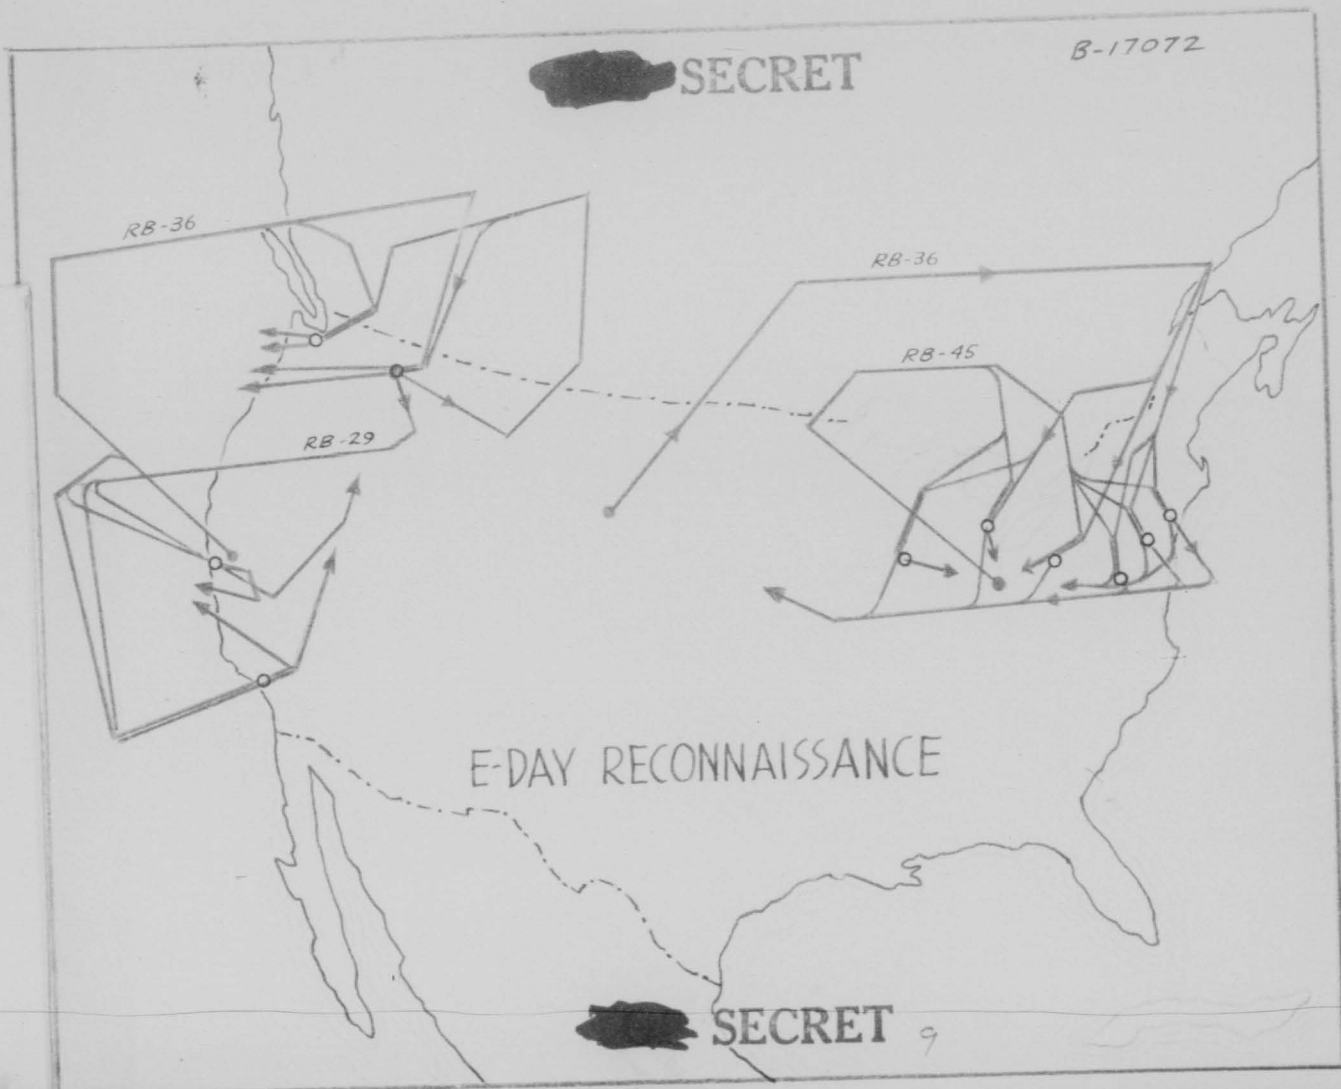 B-17072
SECRET
RB-36
RB-36
RB-45
RB-29
E-DAY RECONNAISSANCE
SECRET
9